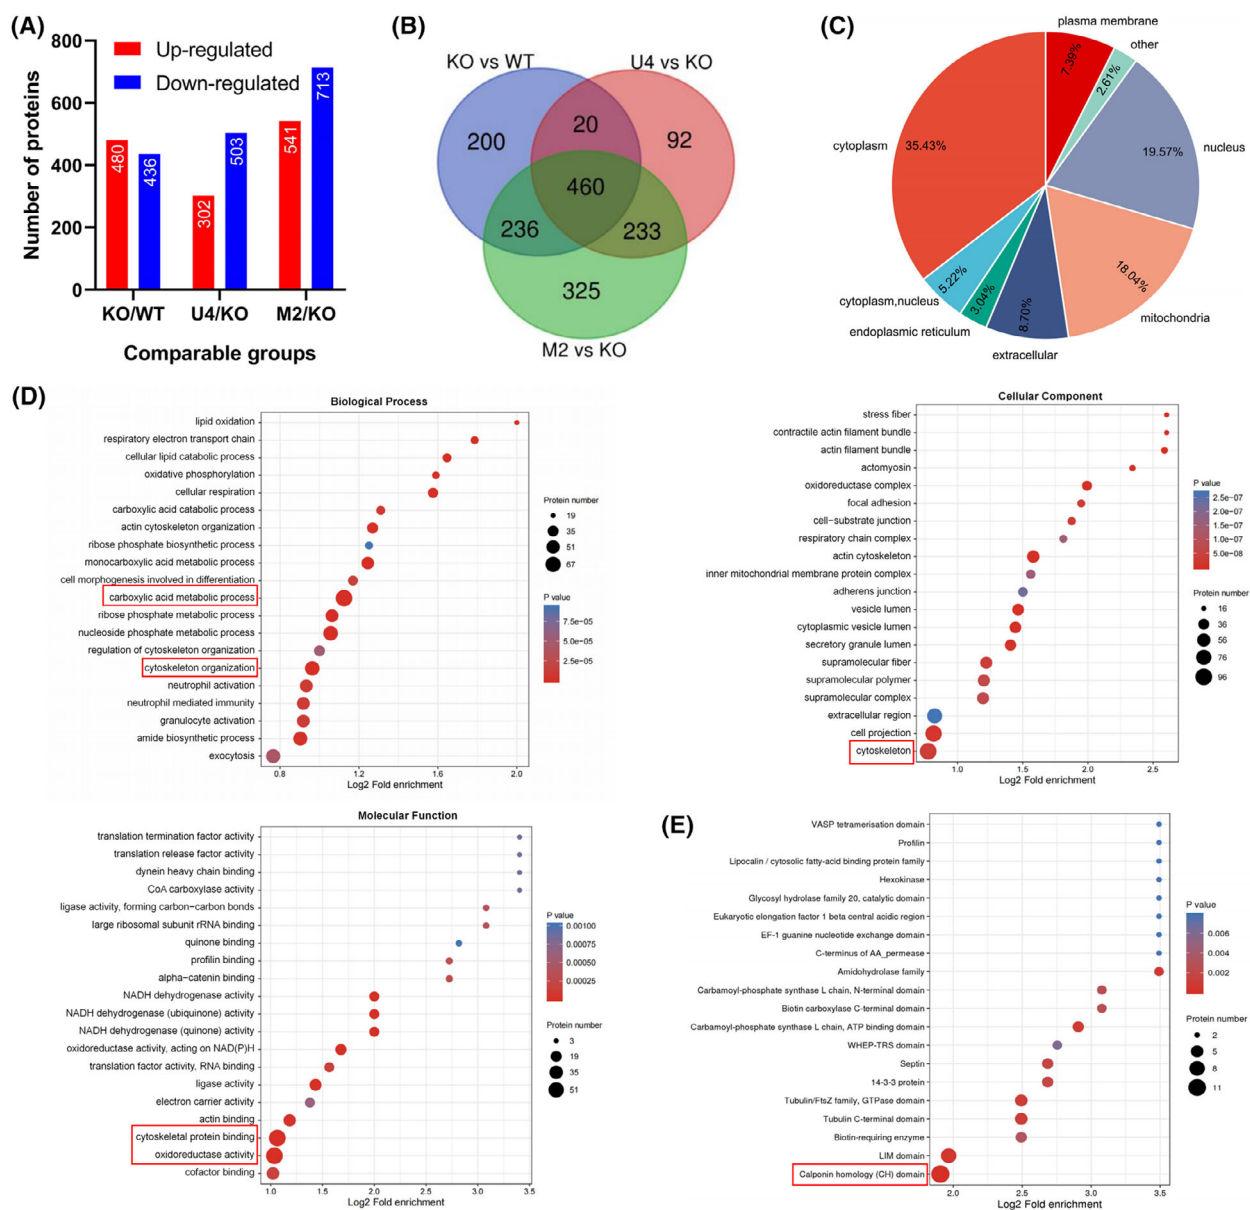 (A)
800
600
400
200
0
Number of proteins
Up-regulated
Down-regulated
480
436
302
503
541
713
KO/WT
U4/KO
M2/KO
Comparable groups
(B)
KO vs WT
U4 vs KO
200
20
92
460
236
233
325
M2 vs KO
(C)
plasma membrane
other
7.39%
2.61%
cytoplasm
35.43%
19.57%
nucleus
18.04%
mitochondria
5.22%
cytoplasm,nucleus
3.04%
endoplasmic reticulum
8.70%
extracellular
(D)
Biological Process
lipid oxidation
respiratory electron transport chain
cellular lipid catabolic process
oxidative phosphorylation
cellular respiration
carboxylic acid catabolic process
actin cytoskeleton organization
ribose phosphate biosynthetic process
monocarboxylic acid metabolic process
cell morphogenesis involved in differentiation
carboxylic acid metabolic process
ribose phosphate metabolic process
nucleoside phosphate metabolic process
regulation of cytoskeleton organization
cytoskeleton organization
neutrophil activation
neutrophil mediated immunity
granulocyte activation
amide biosynthetic process
exocytosis
0.8 1.2 1.6 2.0
Log2 Fold enrichment
Protein number
19
35
51
67
P value
7.5e−05
5.0e−05
2.5e−05
Cellular Component
stress fiber
contractile actin filament bundle
actin filament bundle
actomyosin
oxidoreductase complex
focal adhesion
cell−substrate junction
respiratory chain complex
actin cytoskeleton
inner mitochondrial membrane protein complex
adherens junction
vesicle lumen
cytoplasmic vesicle lumen
secretory granule lumen
supramolecular fiber
supramolecular polymer
supramolecular complex
extracellular region
cell projection
cytoskeleton
1.0 1.5 2.0 2.5
Log2 Fold enrichment
P value
2.5e−07
2.0e−07
1.5e−07
1.0e−07
5.0e−08
Protein number
16
36
56
76
96
Molecular Function
translation termination factor activity
translation release factor activity
dynein heavy chain binding
CoA carboxylase activity
ligase activity, forming carbon−carbon bonds
large ribosomal subunit rRNA binding
quinone binding
profilin binding
alpha−catenin binding
NADH dehydrogenase activity
NADH dehydrogenase (ubiquinone) activity
NADH dehydrogenase (quinone) activity
oxidoreductase activity, acting on NAD(P)H
translation factor activity, RNA binding
ligase activity
electron carrier activity
actin binding
cytoskeletal protein binding
oxidoreductase activity
cofactor binding
1.0 1.5 2.0 2.5 3.0 3.5
Log2 Fold enrichment
P value
0.00100
0.00075
0.00050
0.00025
Protein number
3
19
35
51
(E)
VASP tetramerisation domain
Profilin
Lipocalin / cytosolic fatty-acid binding protein family
Hexokinase
Glycosyl hydrolase family 20, catalytic domain
Eukaryotic elongation factor 1 beta central acidic region
EF-1 guanine nucleotide exchange domain
C-terminus of AA_permease
Amidohydrolase family
Carbamoyl-phosphate synthase L chain, N-terminal domain
Biotin carboxylase C-terminal domain
Carbamoyl-phosphate synthase L chain, ATP binding domain
WHEP-TRS domain
Septin
14-3-3 protein
Tubulin/FtsZ family, GTPase domain
Tubulin C-terminal domain
Biotin-requiring enzyme
LIM domain
Calponin homology (CH) domain
2.0 2.5 3.0 3.5
Log2 Fold enrichment
P value
0.006
0.004
0.002
Protein number
2
5
8
11